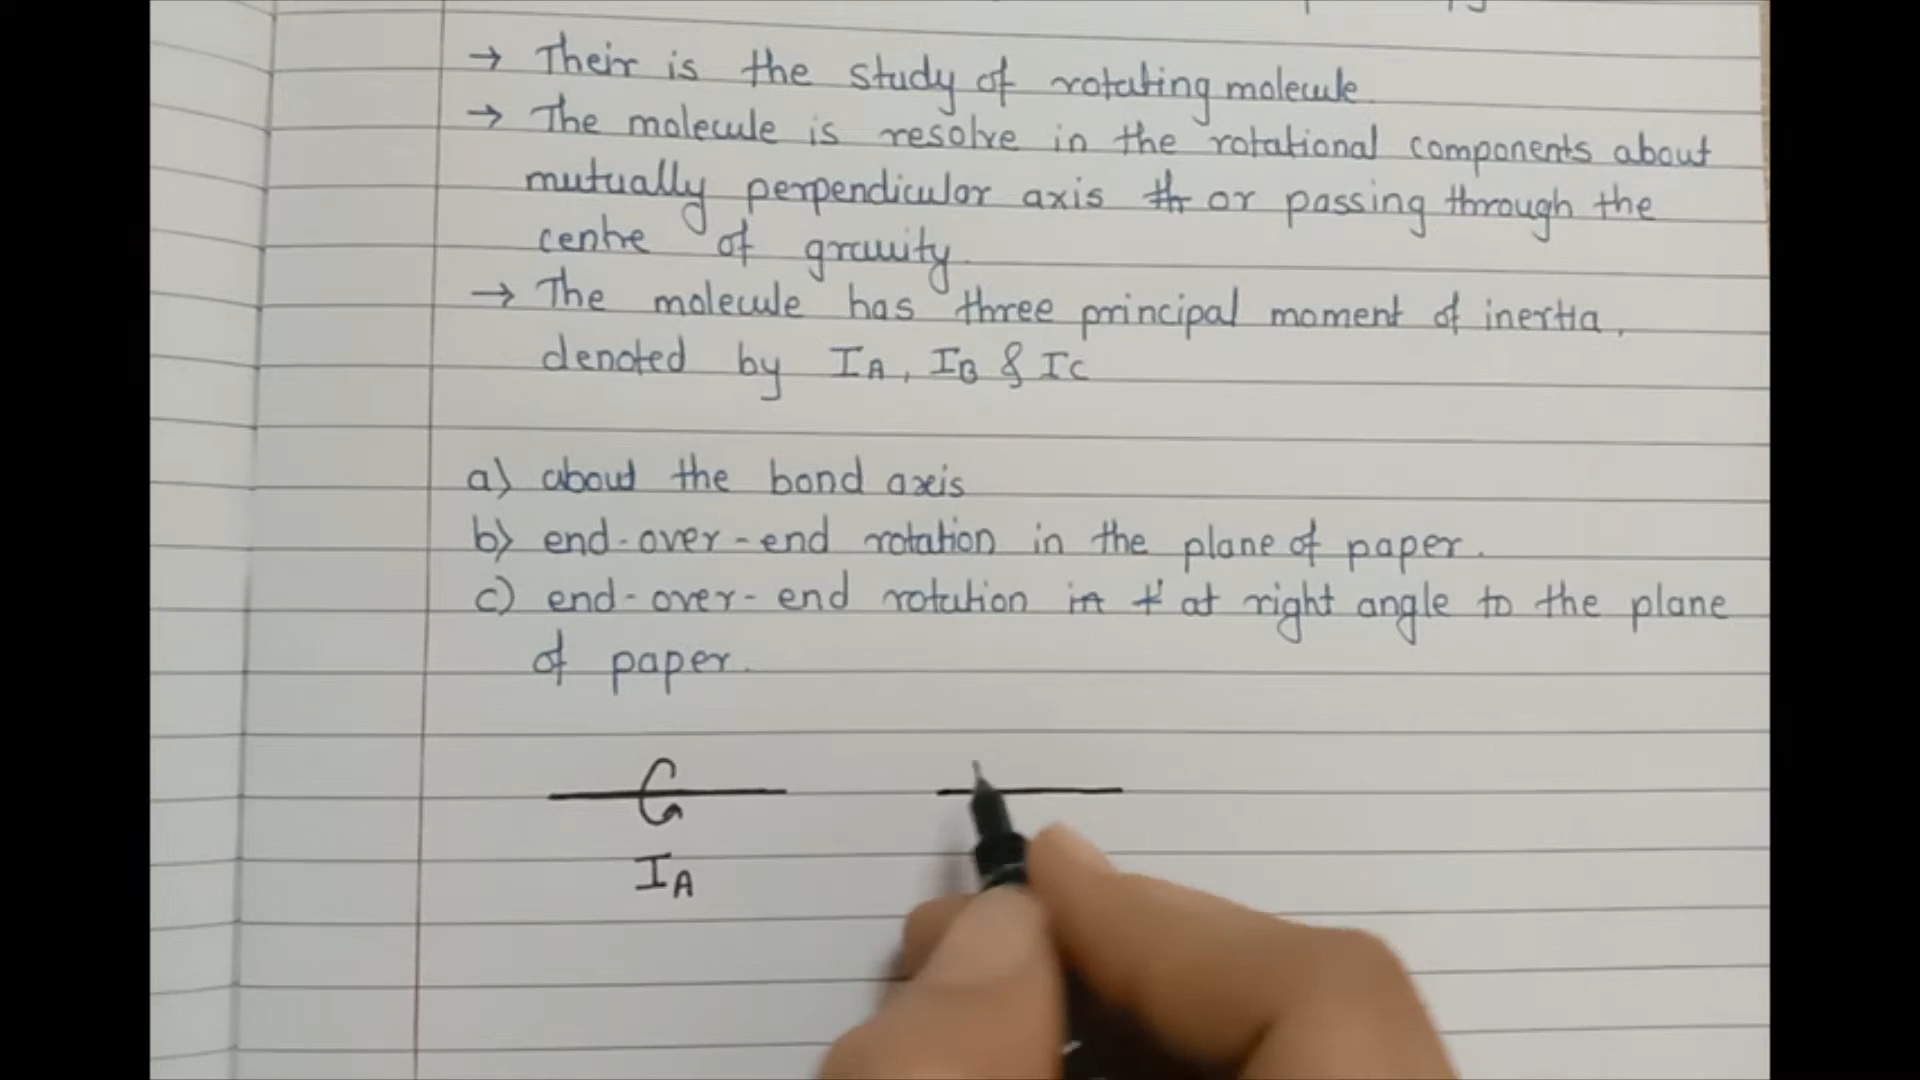 → Their is the study of rotating molecule.
→ The molecule is resolve in the rotational components about
mutually perpendicular axis or passing through the
centre of gravity.
→ The molecule has three principal moment of inertia,
denoted by IA, IB & IC
a) about the bond axis
b) end-over-end rotation in the plane of paper.
c) end-over-end rotation at right angle to the plane
of paper.
IA